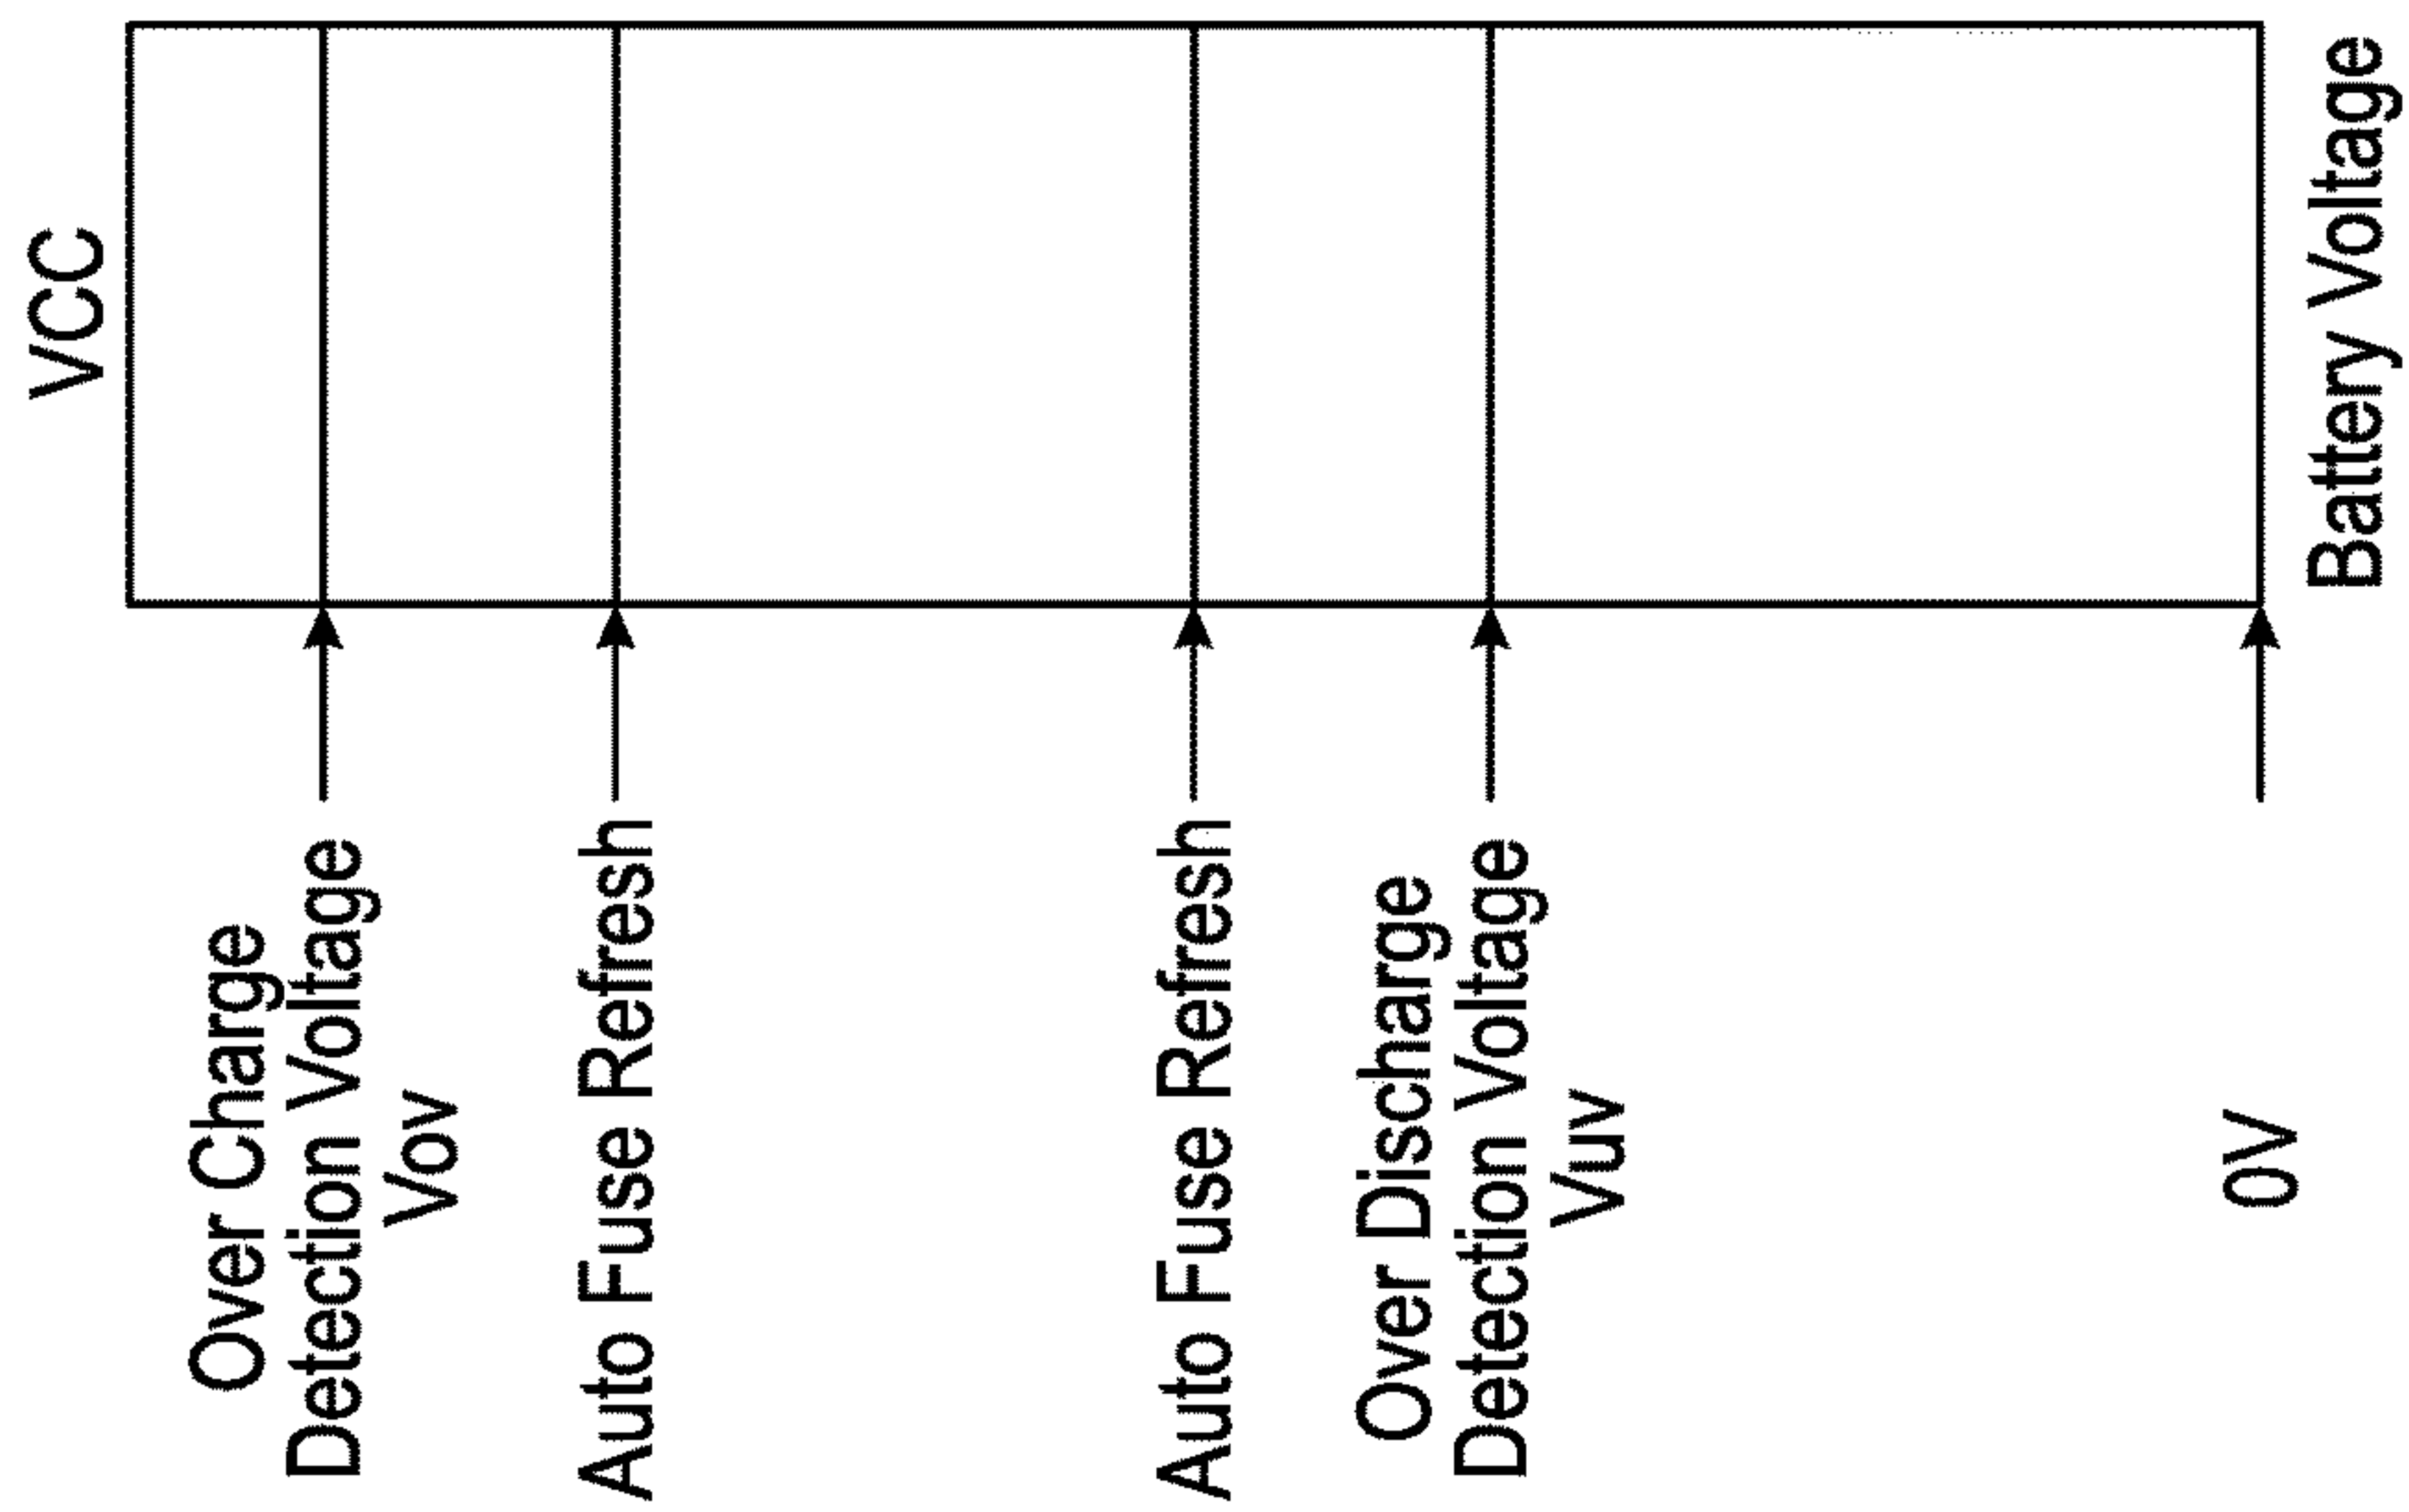 VCC
Over Charge
Detection Voltage
Vov
Auto Fuse Refresh
Auto Fuse Refresh
Over Discharge
Detection Voltage
Vuv
0V
Battery Voltage